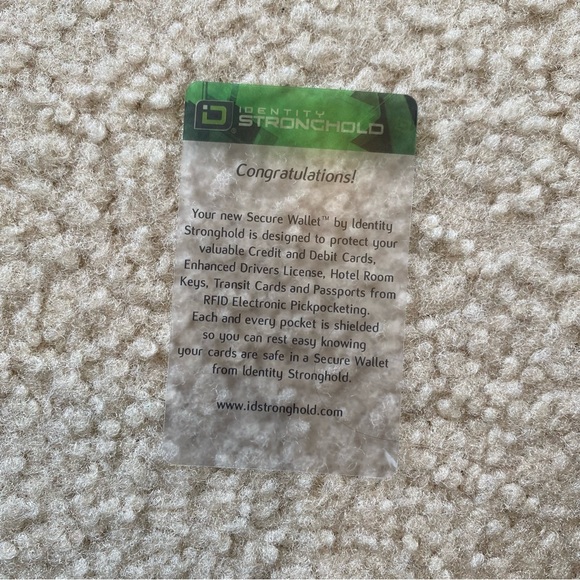 iD® IDENTITY
STRONGHOLD
Congratulations!
Your new Secure Wallet™ by Identity
Stronghold is designed to protect your
valuable Credit and Debit Cards,
Enhanced Drivers License, Hotel Room
Keys, Transit Cards and Passports from
RFID Electronic Pickpocketing.
Each and every pocket is shielded
so you can rest easy knowing
your cards are safe in a Secure Wallet
from Identity Stronghold.
www.idstronghold.com